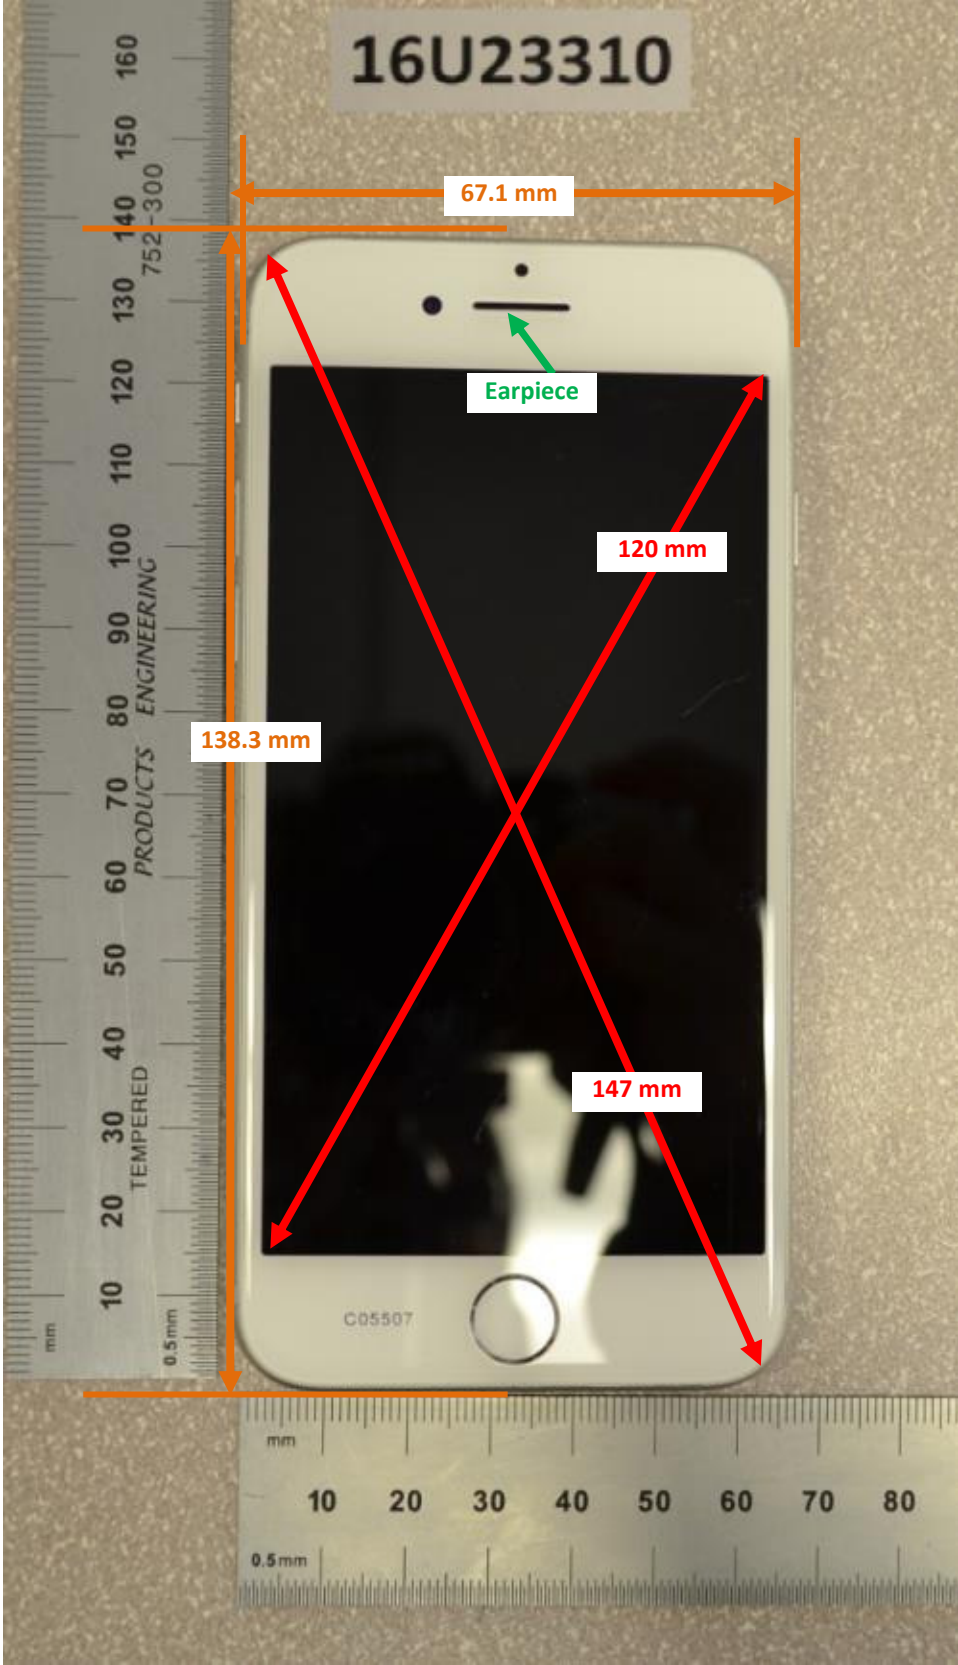 16U23310
67.1 mm
Earpiece
120 mm
138.3 mm
147 mm
C05507
160
150
140
130
120
110
100
90
80
70
60
50
40
30
20
10
752-300
PRODUCTS ENGINEERING
TEMPERED
mm
0.5mm
mm
10 20 30 40 50 60 70 80
0.5mm